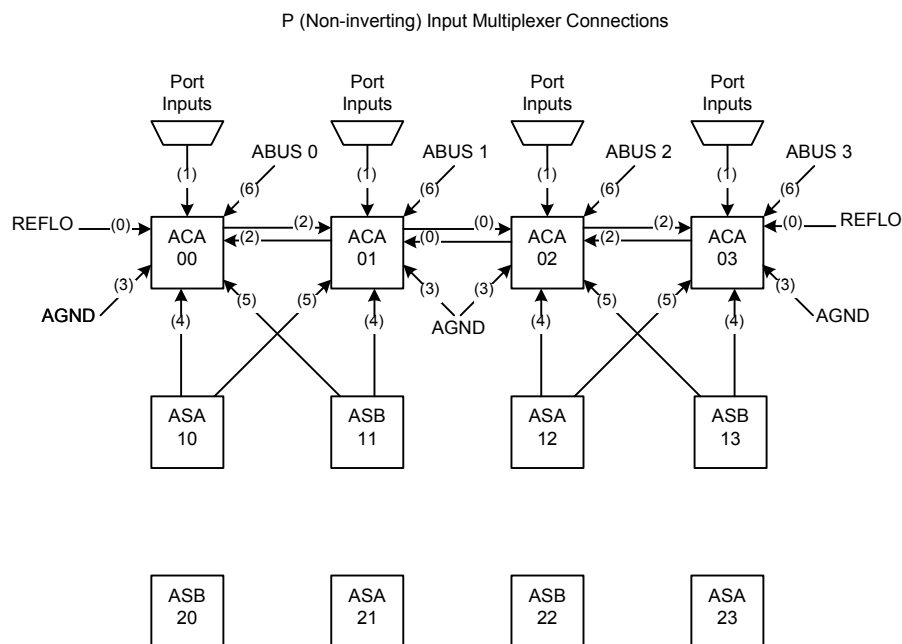 P (Non-inverting) Input Multiplexer Connections
Port
Inputs
Port
Inputs
Port
Inputs
Port
Inputs
ABUS 0
ABUS 1
ABUS 2
ABUS 3
(1)
(1)
(1)
(1)
(6)
(6)
(6)
(6)
REFLO
(0)
ACA
00
(2)
(2)
ACA
01
(0)
(0)
ACA
02
(2)
(2)
ACA
03
(0)
REFLO
(3)
(5)
(5)
(3)
(3)
(5)
(5)
(3)
AGND
(4)
(4)
AGND
(4)
(4)
AGND
ASA
10
ASB
11
ASA
12
ASB
13
ASB
20
ASA
21
ASB
22
ASA
23